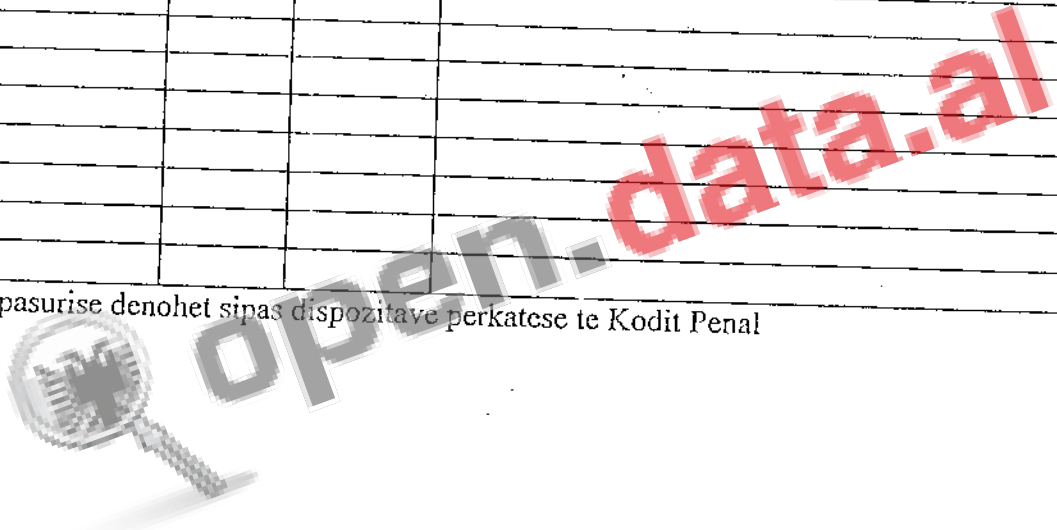 pasurise denohet sipas dispozitave perkatese te Kodit Penal
open.data.al